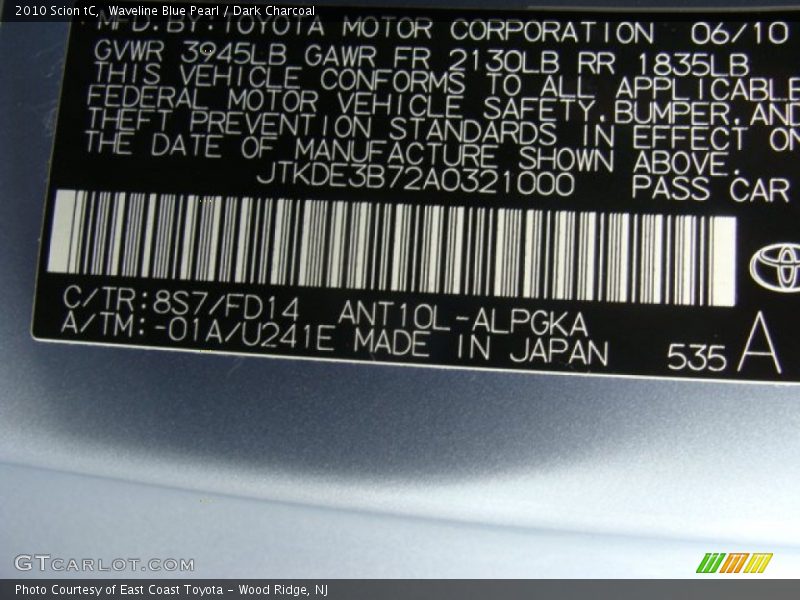 2010 Scion tC, Waveline Blue Pearl / Dark Charcoal
MFD.BY:TOYOTA MOTOR CORPORATION 06/10
GVWR 3945LB GAWR FR 2130LB RR 1835LB
THIS VEHICLE CONFORMS TO ALL APPLICABLE
FEDERAL MOTOR VEHICLE SAFETY,BUMPER,AND
THEFT PREVENTION STANDARDS IN EFFECT ON
THE DATE OF MANUFACTURE SHOWN ABOVE.
JTKDE3B72A0321000 PASS CAR
C/TR:8S7/FD14 ANT10L-ALPGKA
A/TM:-01A/U241E MADE IN JAPAN 535 A
GTCARLOT.COM
Photo Courtesy of East Coast Toyota - Wood Ridge, NJ